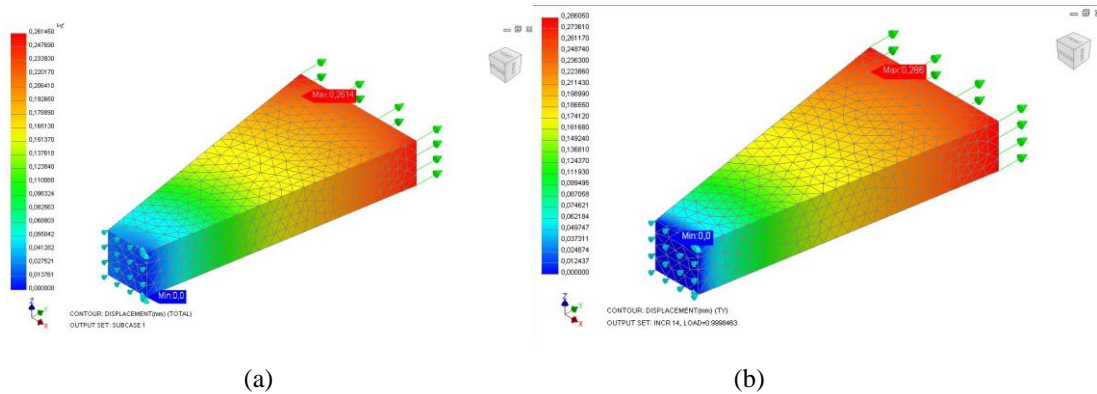 0,261450
0,247690
0,233930
0,220170
0,206410
0,192650
0,178890
0,165130
0,151370
0,137610
0,123840
0,110080
0,096324
0,082563
0,068803
0,055042
0,041282
0,027521
0,013761
0,000000
Max:0,2614
Min:0,0
Z
Y
X
CONTOUR: DISPLACEMENT(mm) (TOTAL)
OUTPUT SET: SUBCASE 1
(a)
0,286050
0,273610
0,261170
0,248740
0,236300
0,223860
0,211430
0,198990
0,186550
0,174120
0,161680
0,149240
0,136810
0,124370
0,111930
0,099495
0,087058
0,074621
0,062184
0,049747
0,037311
0,024874
0,012437
0,000000
Max:0,286
Min:0,0
Z
Y
X
CONTOUR: DISPLACEMENT(mm) (TY)
OUTPUT SET: INCR 14, LOAD=0.9998463
(b)